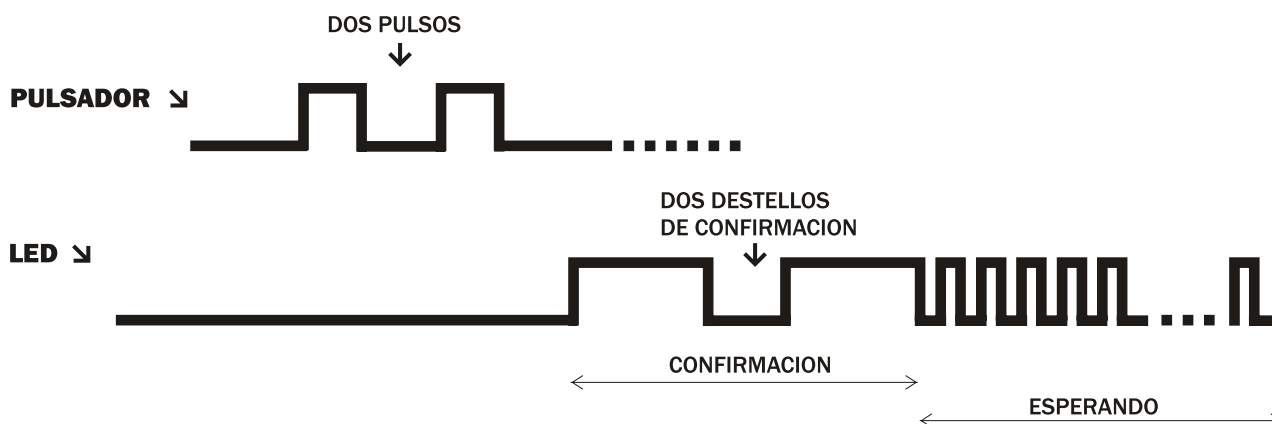 DOS PULSOS
PULSADOR
DOS DESTELLOS
DE CONFIRMACION
LED
CONFIRMACION
ESPERANDO